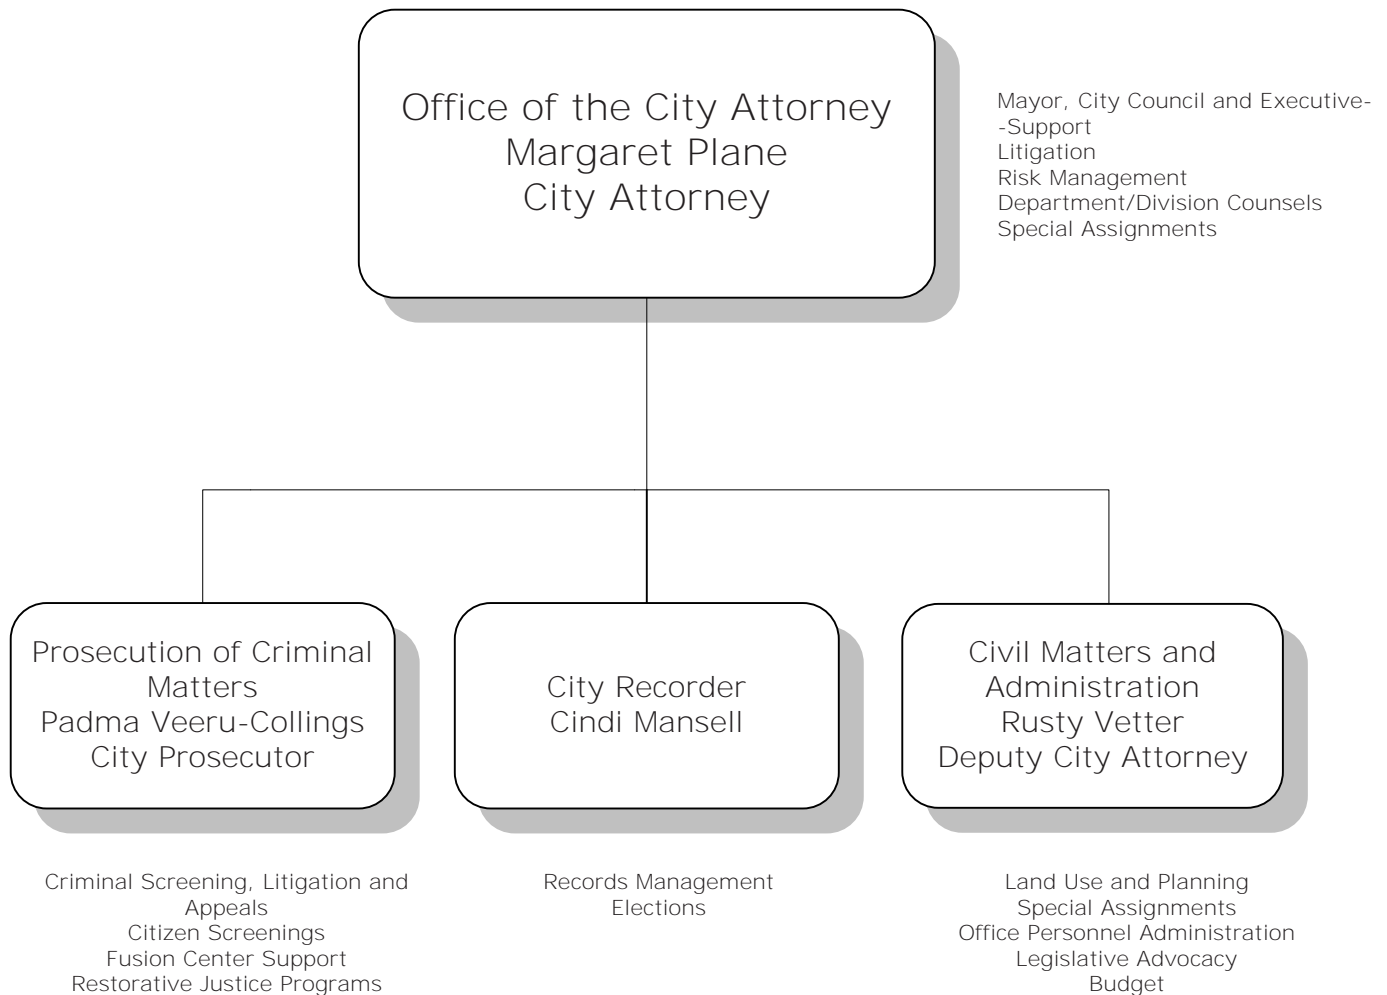 Office of the City Attorney
Margaret Plane
City Attorney
Mayor, City Council and Executive-
-Support
Litigation
Risk Management
Department/Division Counsels
Special Assignments
Prosecution of Criminal
Matters
Padma Veeru-Collings
City Prosecutor
City Recorder
Cindi Mansell
Civil Matters and
Administration
Rusty Vetter
Deputy City Attorney
Criminal Screening, Litigation and
Appeals
Citizen Screenings
Fusion Center Support
Restorative Justice Programs
Records Management
Elections
Land Use and Planning
Special Assignments
Office Personnel Administration
Legislative Advocacy
Budget